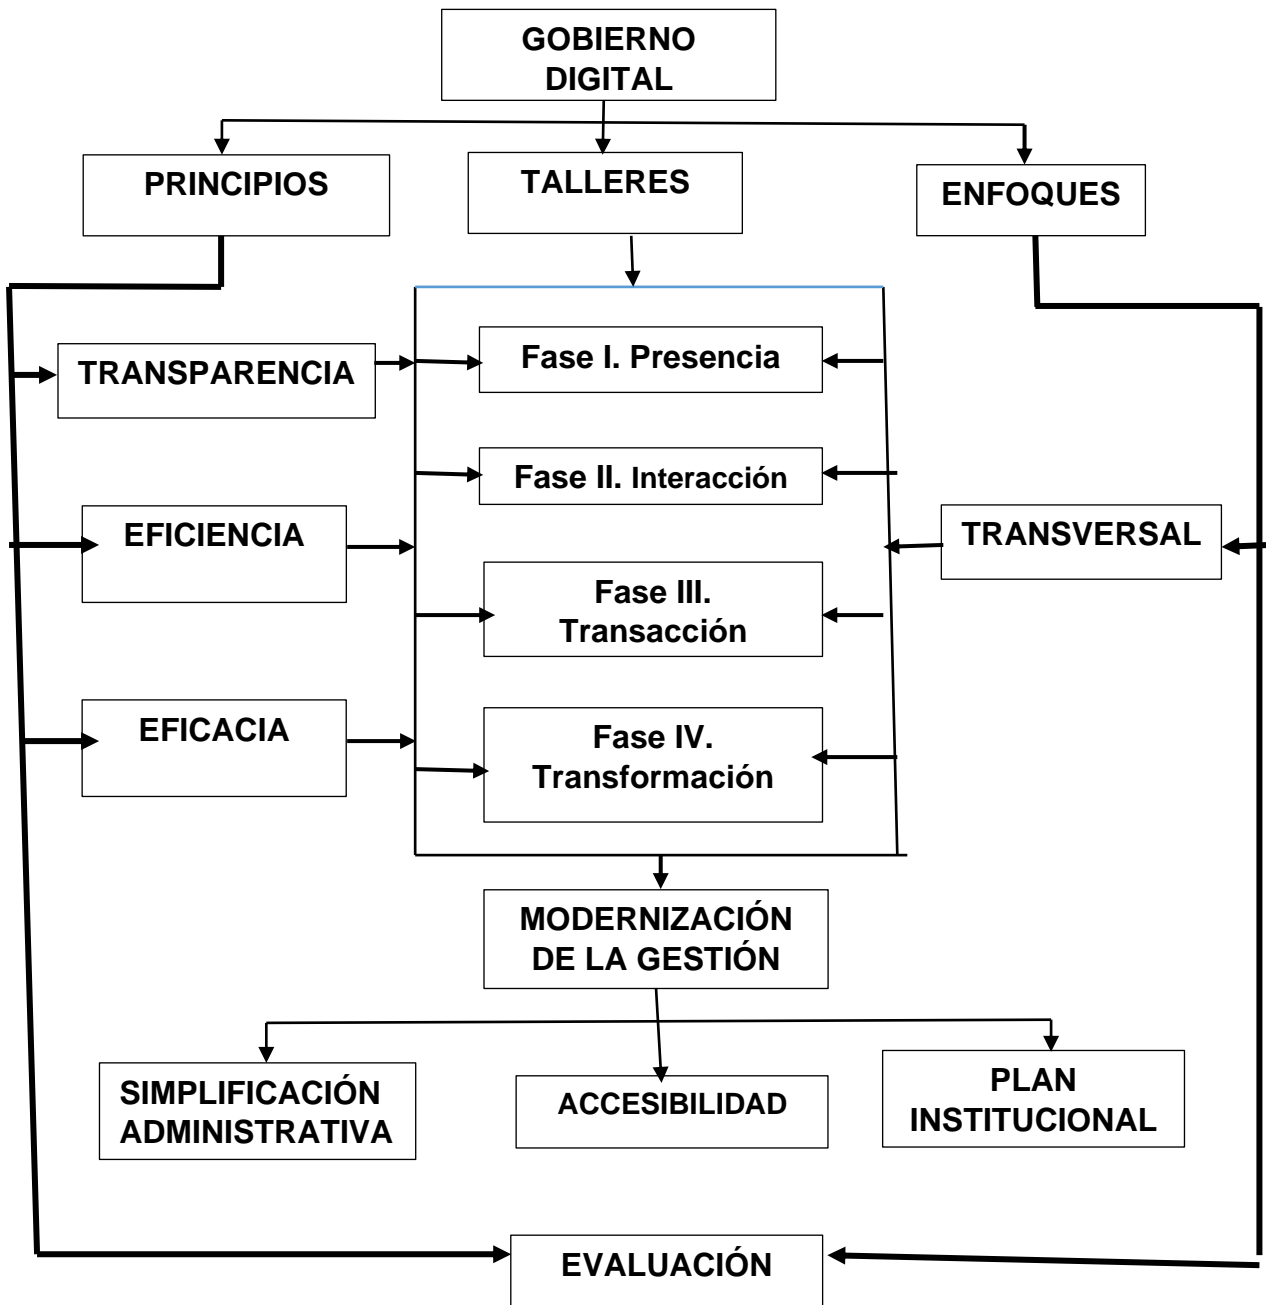 GOBIERNO
DIGITAL
PRINCIPIOS
TALLERES
ENFOQUES
TRANSPARENCIA
Fase I. Presencia
Fase II. Interacción
EFICIENCIA
TRANSVERSAL
Fase III.
Transacción
EFICACIA
Fase IV.
Transformación
MODERNIZACIÓN
DE LA GESTIÓN
SIMPLIFICACIÓN
ADMINISTRATIVA
ACCESIBILIDAD
PLAN
INSTITUCIONAL
EVALUACIÓN